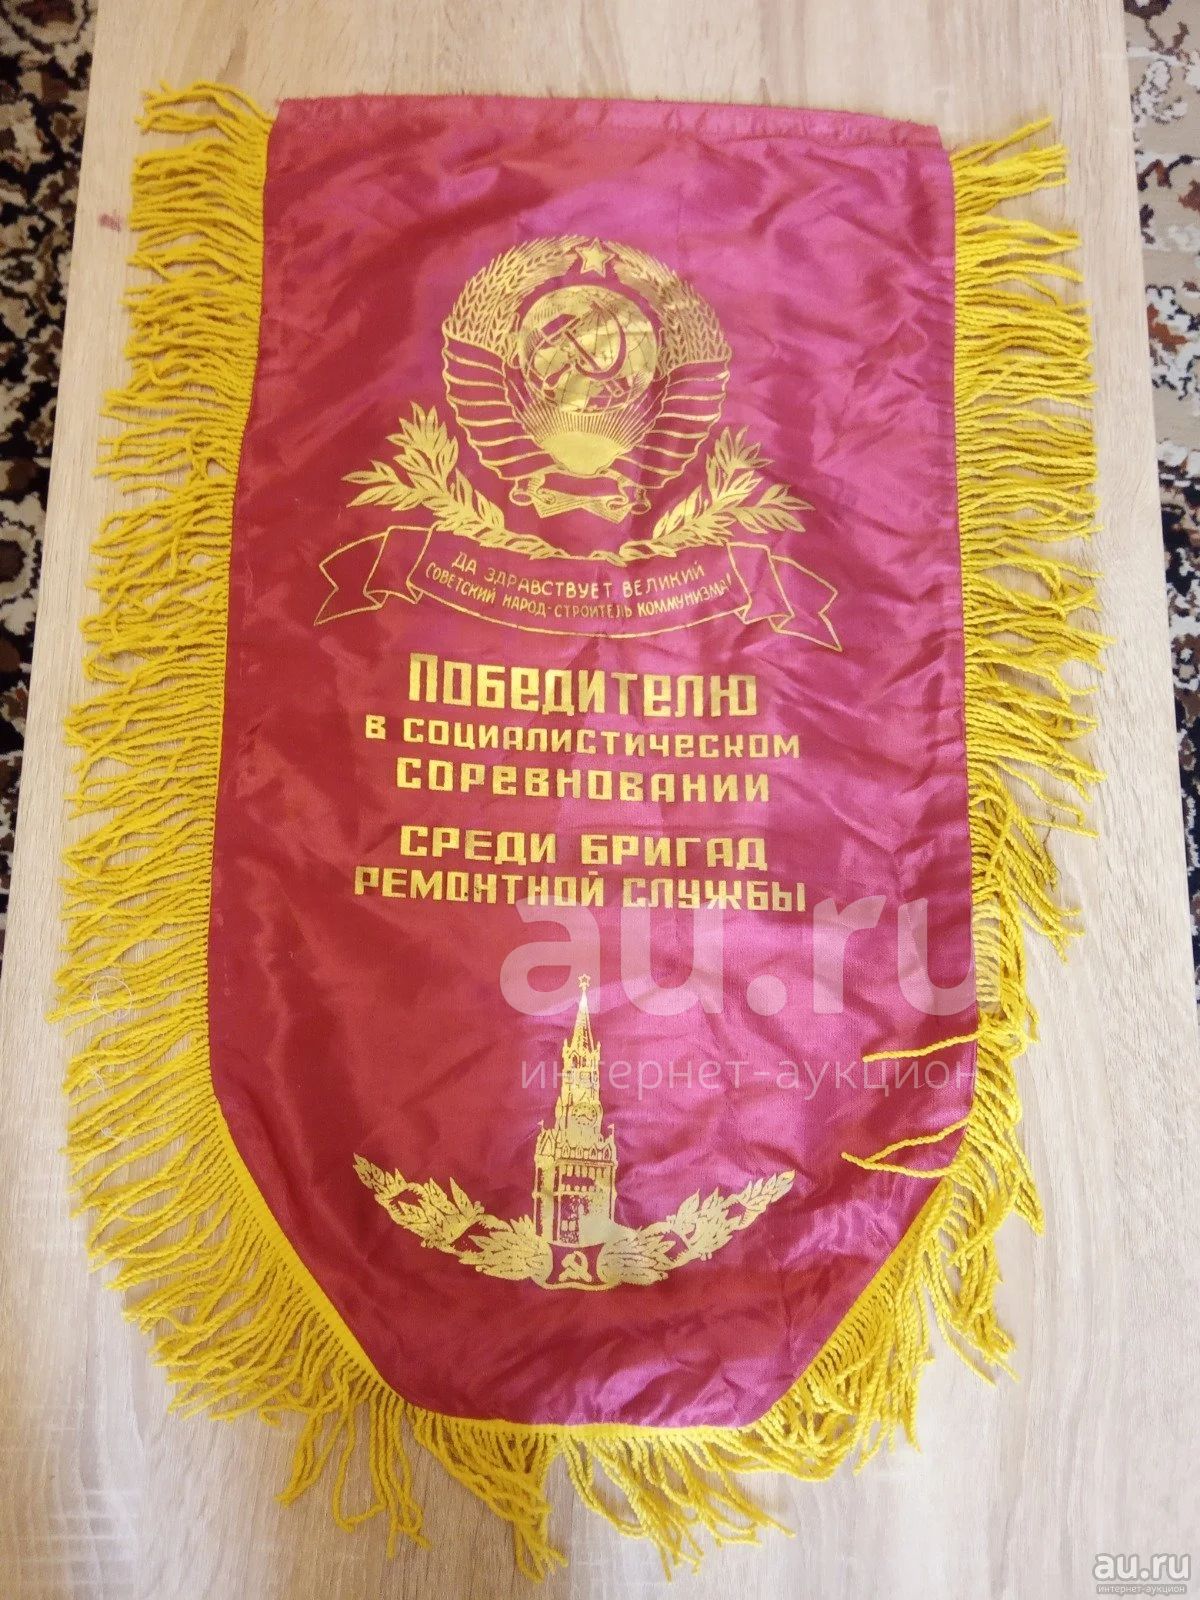 ДА ЗДРАВСТВУЕТ ВЕЛИКИЙ
СОВЕТСКИЙ НАРОД-СТРОИТЕЛЬ КОММУНИЗМА!
ПОБЕДИТЕЛЮ
В СОЦИАЛИСТИЧЕСКОМ
СОРЕВНОВАНИИ
СРЕДИ БРИГАД
РЕМОНТНОЙ СЛУЖБЫ
au.ru
интернет-аукцион
au.ru
интернет-аукцион